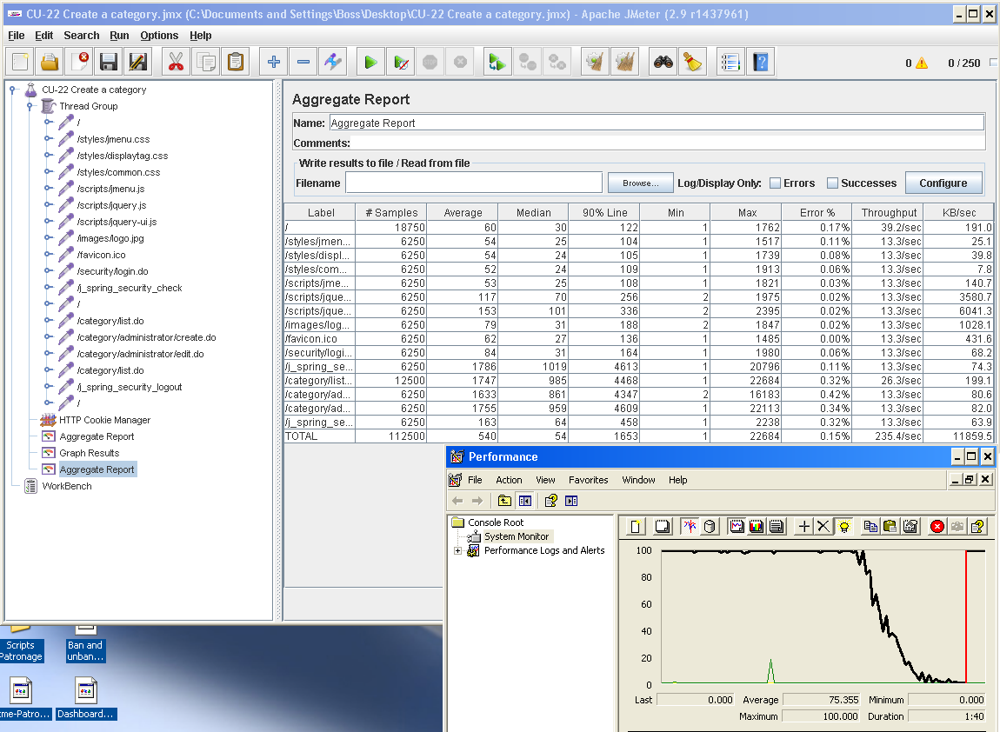 CU-22 Create a category.jmx (C:\Documents and Settings\Boss\Desktop\CU-22 Create a category.jmx) - Apache JMeter (2.9 r1437961)
File Edit Search Run Options Help
0 0 / 250
CU-22 Create a category
Thread Group
/
/styles/jmenu.css
/styles/displaytag.css
/styles/common.css
/scripts/jmenu.js
/scripts/jquery.js
/scripts/jquery-ui.js
/images/logo.jpg
/favicon.ico
/security/login.do
/j_spring_security_check
/
/category/list.do
/category/administrator/create.do
/category/administrator/edit.do
/category/list.do
/j_spring_security_logout
/
HTTP Cookie Manager
Aggregate Report
Graph Results
Aggregate Report
WorkBench
Aggregate Report
Name: Aggregate Report
Comments:
Write results to file / Read from file
Filename Browse... Log/Display Only: Errors Successes Configure
Label # Samples Average Median 90% Line Min Max Error % Throughput KB/sec
/ 18750 60 30 122 1 1762 0.17% 39.2/sec 191.0
/styles/jmen... 6250 54 25 104 1 1517 0.11% 13.3/sec 25.1
/styles/displ... 6250 54 24 105 1 1739 0.08% 13.3/sec 39.8
/styles/com... 6250 52 24 109 1 1913 0.06% 13.3/sec 7.8
/scripts/jme... 6250 53 25 108 1 1821 0.03% 13.3/sec 140.7
/scripts/jque... 6250 117 70 256 2 1975 0.02% 13.3/sec 3580.7
/scripts/jque... 6250 153 101 336 2 2395 0.02% 13.3/sec 6041.3
/images/log... 6250 79 31 188 2 1847 0.02% 13.3/sec 1028.1
/favicon.ico 6250 62 27 136 1 1485 0.00% 13.3/sec 431.6
/security/logi... 6250 84 31 164 1 1980 0.06% 13.3/sec 68.2
/j_spring_se... 6250 1786 1019 4613 1 20796 0.11% 13.3/sec 74.3
/category/list... 12500 1747 985 4468 1 22684 0.32% 26.3/sec 199.1
/category/ad... 6250 1633 861 4347 2 16183 0.42% 13.3/sec 80.6
/category/ad... 6250 1755 959 4609 1 22113 0.34% 13.3/sec 82.0
/j_spring_se... 6250 163 64 458 1 2238 0.32% 13.3/sec 63.9
TOTAL 112500 540 54 1653 1 22684 0.15% 235.4/sec 11859.5
Performance
File Action View Favorites Window Help
Console Root
System Monitor
Performance Logs and Alerts
100
80
60
40
20
0
Last 0.000 Average 75.355 Minimum 0.000
Maximum 100.000 Duration 1:40
Scripts
Patronage
Ban and
unban...
me-Patro...
Dashboard...